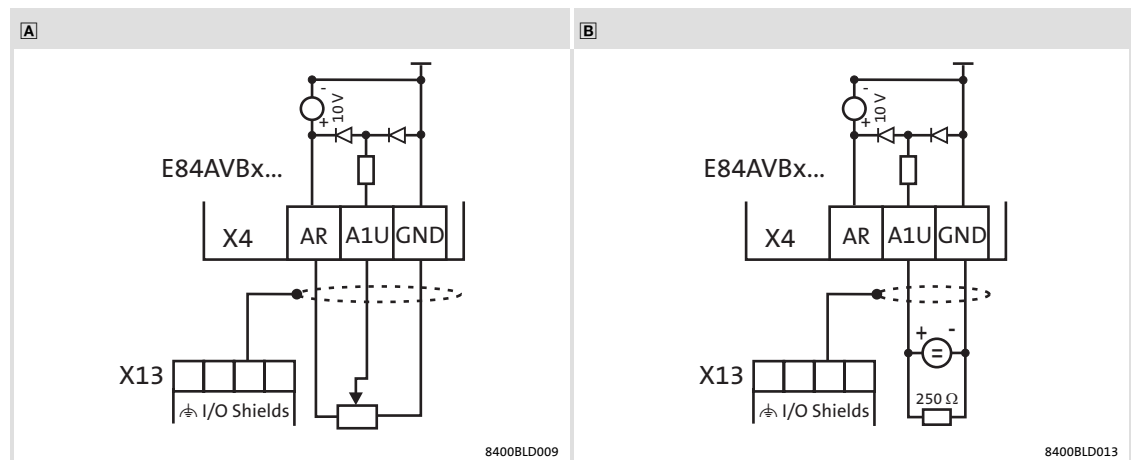 A
-
10 V
+
E84AVBx...
X4
AR
A1U
GND
X13
I/O Shields
8400BLD009
B
-
10 V
+
E84AVBx...
X4
AR
A1U
GND
+
-
=
X13
250 Ω
I/O Shields
8400BLD013